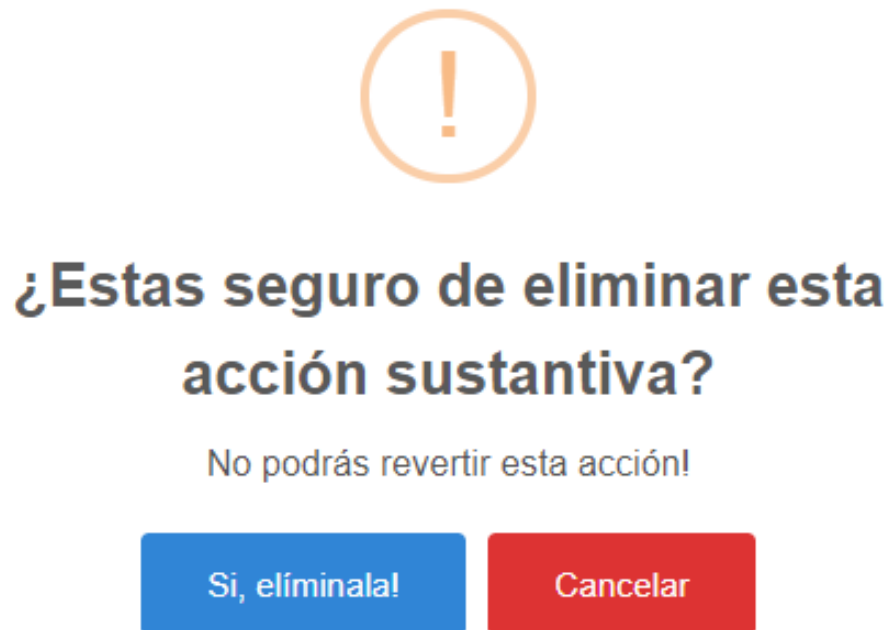 !
¿Estas seguro de eliminar esta
acción sustantiva?
No podrás revertir esta acción!
Si, elíminala!
Cancelar